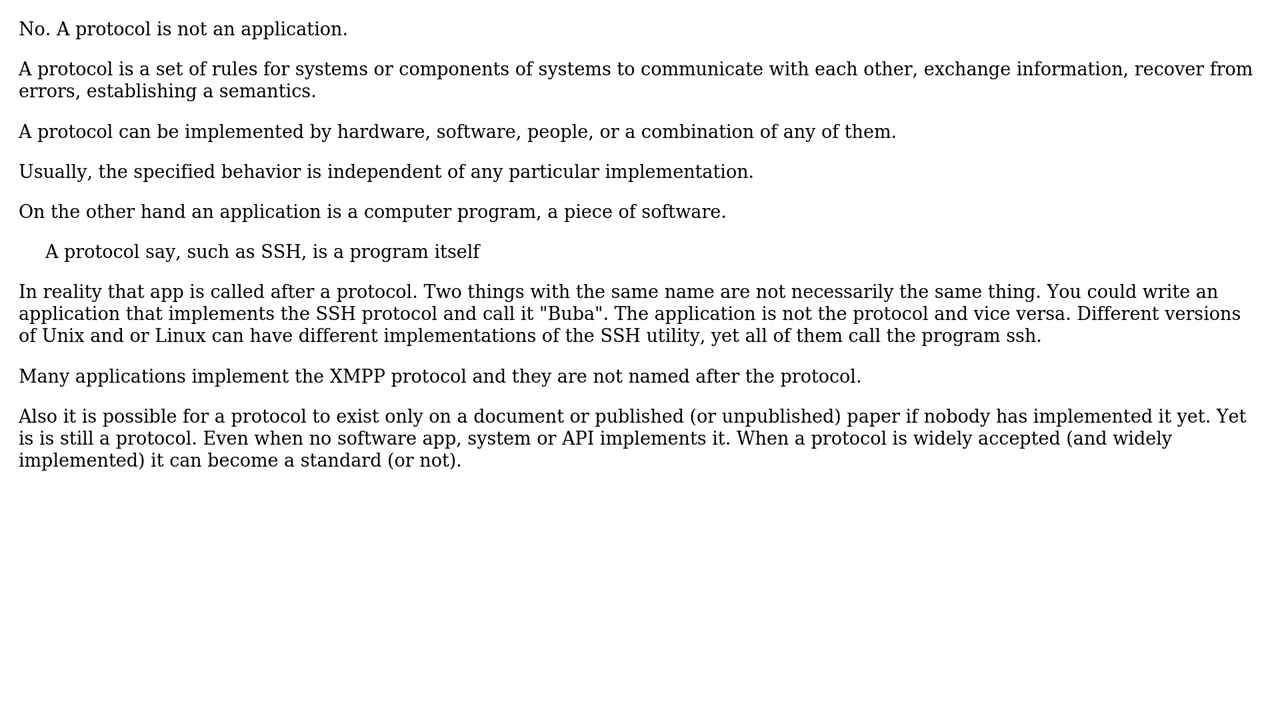 No. A protocol is not an application.
A protocol is a set of rules for systems or components of systems to communicate with each other, exchange information, recover from
errors, establishing a semantics.
A protocol can be implemented by hardware, software, people, or a combination of any of them.
Usually, the specified behavior is independent of any particular implementation.
On the other hand an application is a computer program, a piece of software.
A protocol say, such as SSH, is a program itself
In reality that app is called after a protocol. Two things with the same name are not necessarily the same thing. You could write an
application that implements the SSH protocol and call it "Buba". The application is not the protocol and vice versa. Different versions
of Unix and or Linux can have different implementations of the SSH utility, yet all of them call the program ssh.
Many applications implement the XMPP protocol and they are not named after the protocol.
Also it is possible for a protocol to exist only on a document or published (or unpublished) paper if nobody has implemented it yet. Yet
is is still a protocol. Even when no software app, system or API implements it. When a protocol is widely accepted (and widely
implemented) it can become a standard (or not).